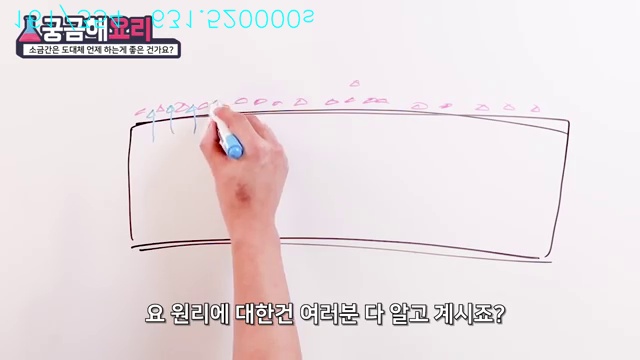 궁금해요리
소금간은 도대체 언제 하는게 좋은 건가요?
요 원리에 대한건 여러분 다 알고 계시죠?